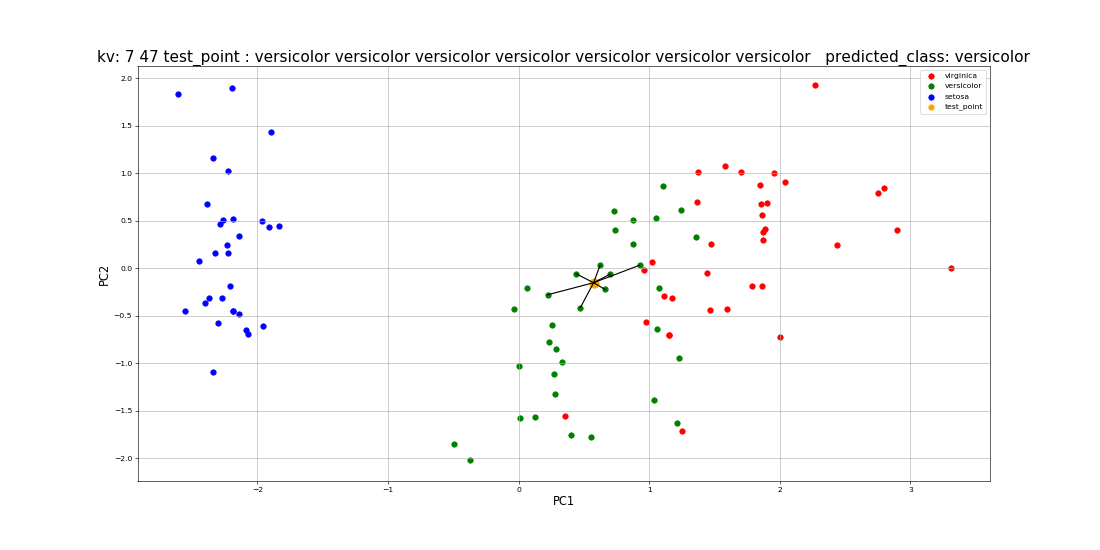 kv: 7 47 test_point : versicolor versicolor versicolor versicolor versicolor versicolor versicolor   predicted_class: versicolor
virginica
versicolor
setosa
test_point
2.0
1.5
1.0
0.5
0.0
−0.5
−1.0
−1.5
−2.0
PC2
−2 −1 0 1 2 3
PC1